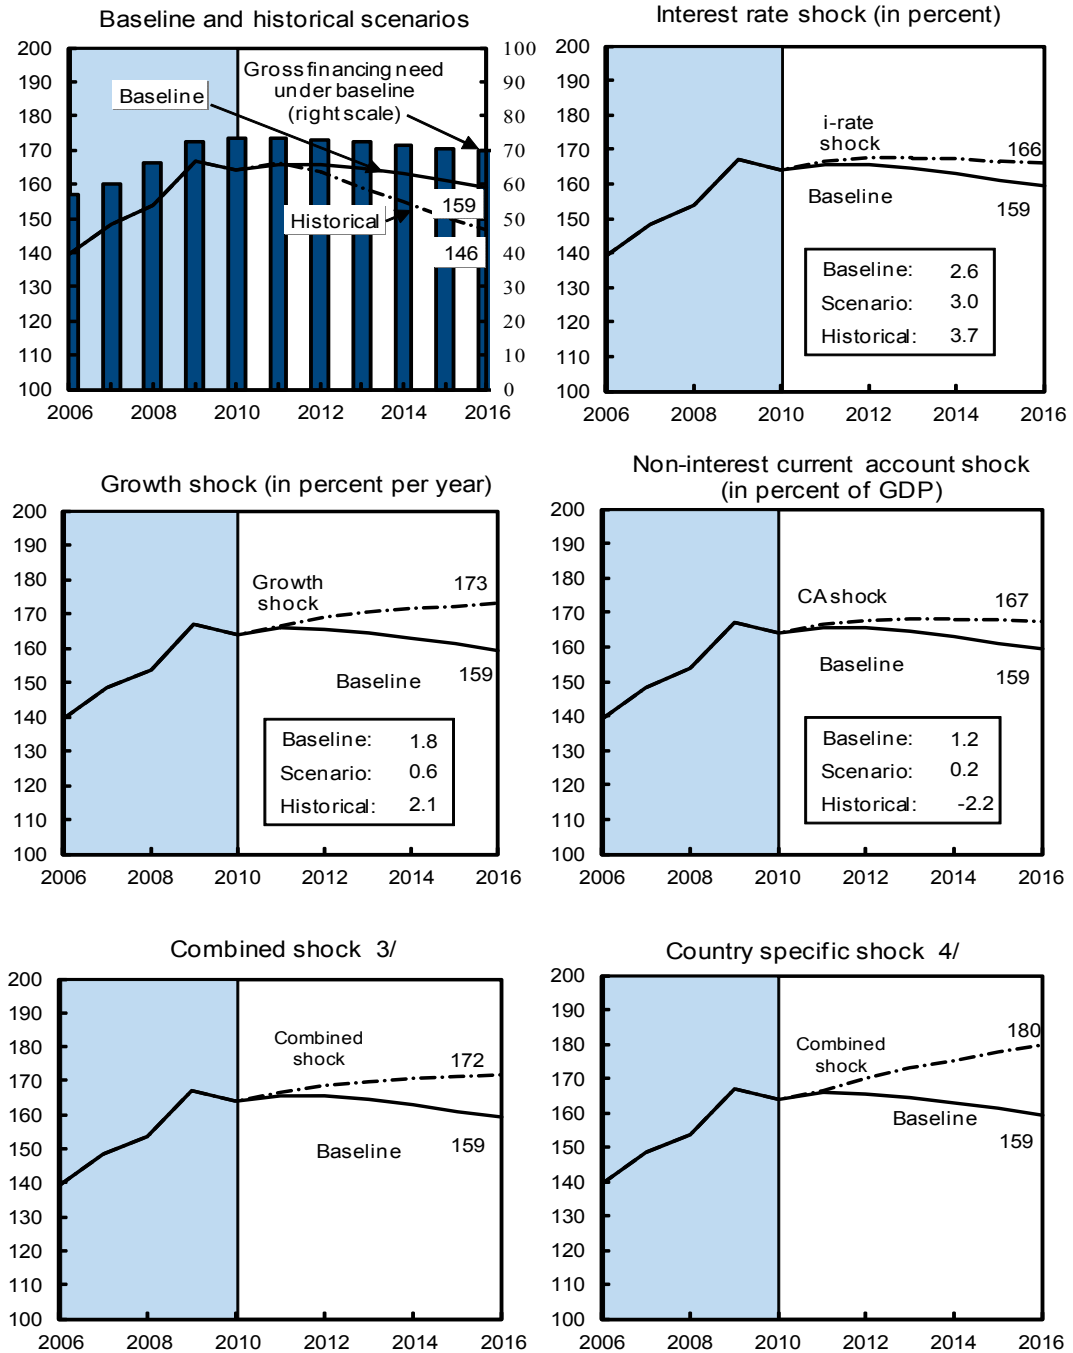 Baseline and historical scenarios
200
190
180
170
160
150
140
130
120
110
100
100
90
80
70
60
50
40
30
20
10
0
Gross financing need
under baseline
(right scale)
Baseline
Historical
159
146
2006 2008 2010 2012 2014 2016
Interest rate shock (in percent)
200
190
180
170
160
150
140
130
120
110
100
i-rate
shock
166
Baseline
159
Baseline: 2.6
Scenario: 3.0
Historical: 3.7
2006 2008 2010 2012 2014 2016
Growth shock (in percent per year)
200
190
180
170
160
150
140
130
120
110
100
Growth
shock
173
Baseline
159
Baseline: 1.8
Scenario: 0.6
Historical: 2.1
2006 2008 2010 2012 2014 2016
Non-interest current account shock
(in percent of GDP)
200
190
180
170
160
150
140
130
120
110
100
CA shock
167
Baseline
159
Baseline: 1.2
Scenario: 0.2
Historical: -2.2
2006 2008 2010 2012 2014 2016
Combined shock 3/
200
190
180
170
160
150
140
130
120
110
100
Combined
shock
172
Baseline
159
2006 2008 2010 2012 2014 2016
Country specific shock 4/
200
190
180
170
160
150
140
130
120
110
100
Combined
shock
180
Baseline
159
2006 2008 2010 2012 2014 2016